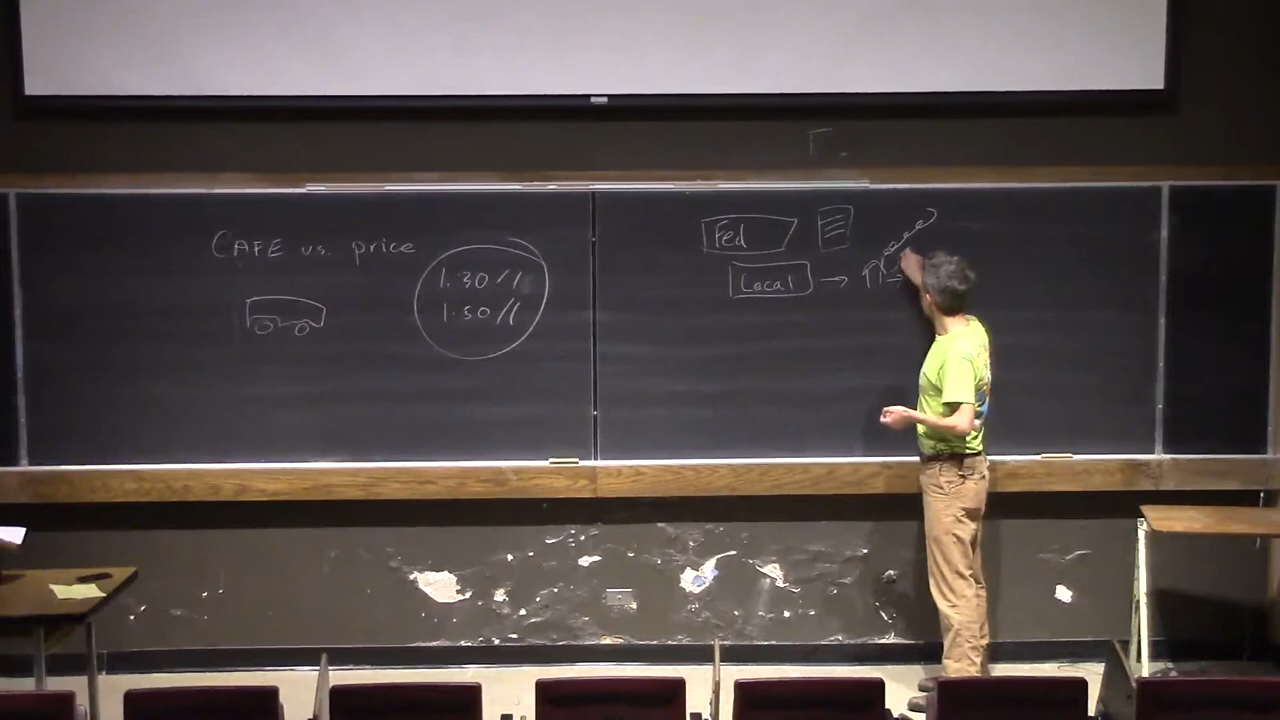 CAFE vs. price
1.30 //
1.50 //
Fed
Local →